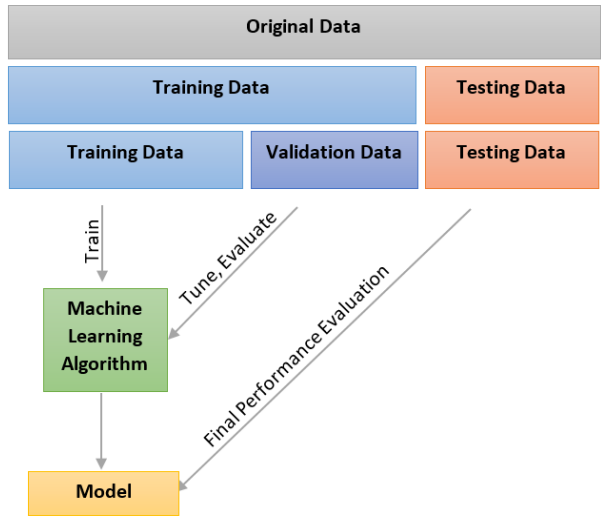 Original Data
Training Data
Testing Data
Training Data
Validation Data
Testing Data
Train
Tune, Evaluate
Final Performance Evaluation
Machine
Learning
Algorithm
Model